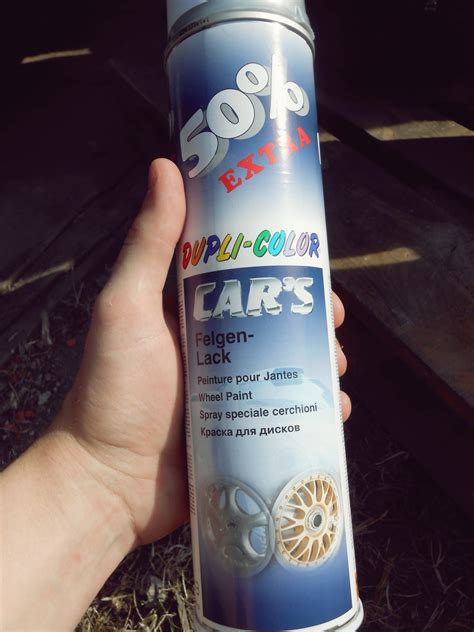 50%
EXTRA
DUPLI-COLOR
CAR'S
Felgen-
Lack
Peinture pour Jantes
Wheel Paint
Spray speciale cerchioni
Краска для дисков